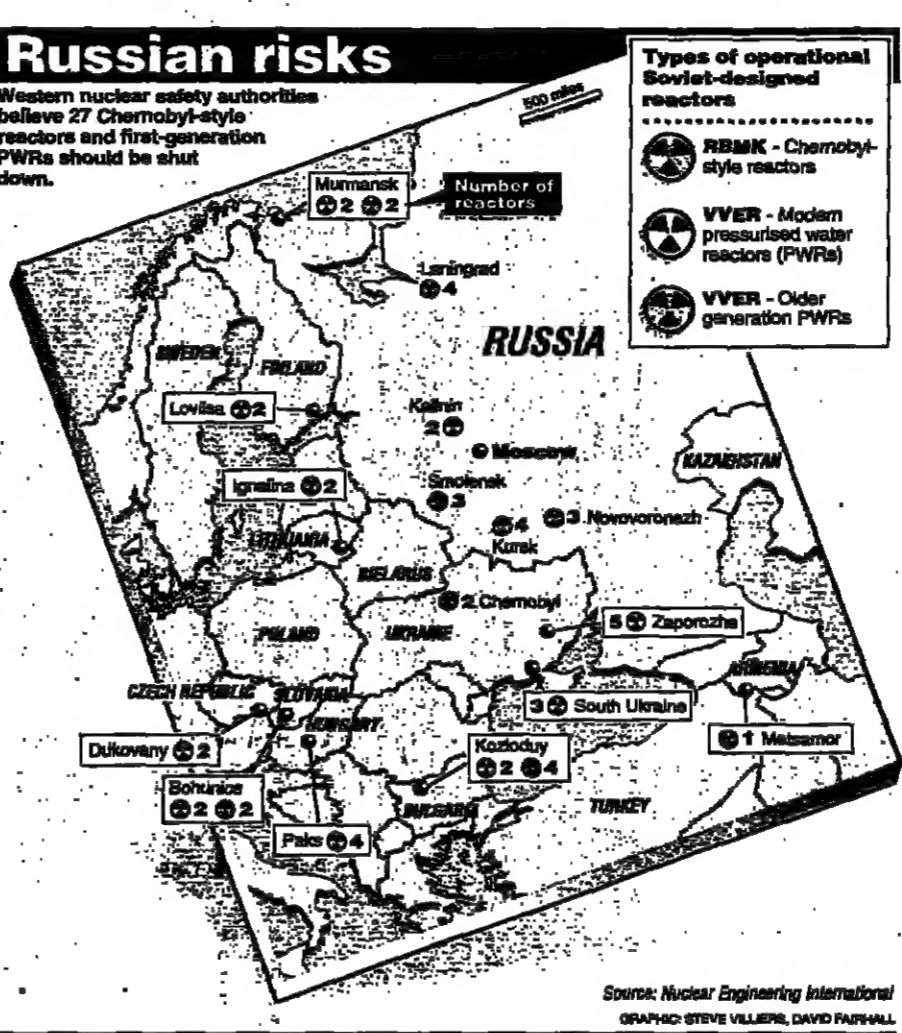 Russian risks
Western nuclear safety authorities
believe 27 Chernobyl-style
reactors and first-generation
PWRs should be shut
down.
500 miles
Types of operational
Soviet-designed
reactors
RBMK - Chernobyl-
style reactors
VVER - Modern
pressurised water
reactors (PWRs)
VVER - Older
generation PWRs
Murmansk
2 2
Number of
reactors
Leningrad
4
RUSSIA
SWEDEN
FINLAND
Loviisa 2
Kalinin
2
Moscow
KAZAKHSTAN
Ignalina 2
Smolensk
3
4
Kursk
3 Novovoronezh
LITHUANIA
BELARUS
2 Chernobyl
POLAND
UKRAINE
5 Zaporozhe
CZECH REPUBLIC
SLOVAKIA
HUNGARY
ARMENIA
3 South Ukraine
Dukovany 2
Kozloduy
2 4
1 Metsamor
Bohunice
2 2
BULGARIA
TURKEY
Paks 4
Source: Nuclear Engineering International
GRAPHIC: STEVE VILLIERS, DAVID FAIRHALL